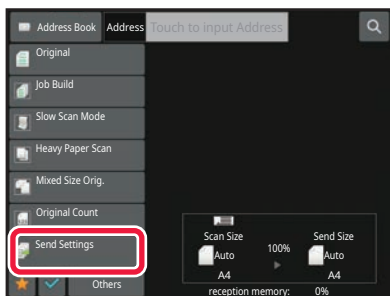 Address Book Address Touch to input Address
Original
Job Build
Slow Scan Mode
Heavy Paper Scan
Mixed Size Orig.
Original Count
Send Settings
Others
Scan Size 100% Send Size
Auto Auto
A4 A4
reception memory: 0%